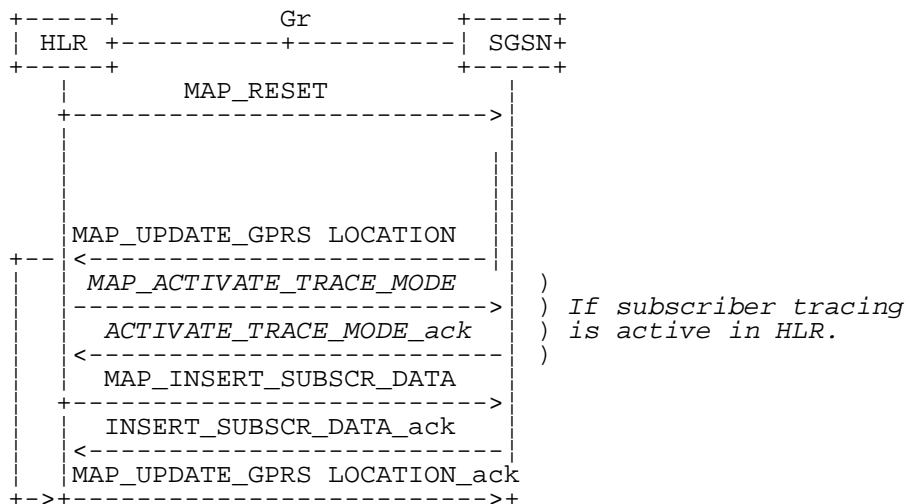 Gr
HLR
SGSN
MAP_RESET
MAP_UPDATE_GPRS LOCATION
MAP_ACTIVATE_TRACE_MODE )
) If subscriber tracing
ACTIVATE_TRACE_MODE_ack ) is active in HLR.
)
MAP_INSERT_SUBSCR_DATA
INSERT_SUBSCR_DATA_ack
MAP_UPDATE_GPRS LOCATION_ack